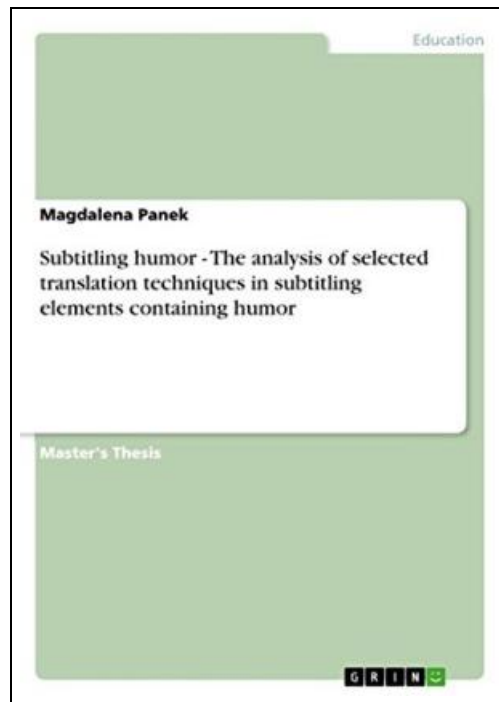 Education
Magdalena Panek
Subtitling humor - The analysis of selected
translation techniques in subtitling
elements containing humor
Master's Thesis
GRIN